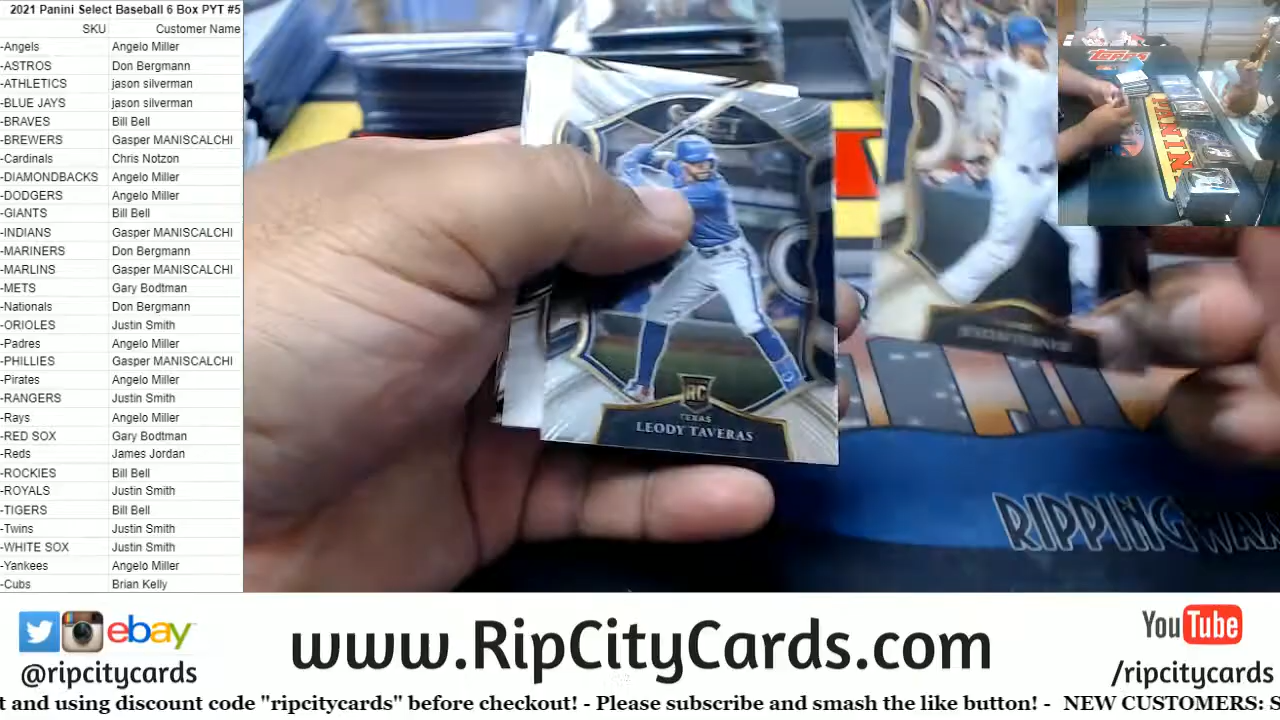 2021 Panini Select Baseball 6 Box PYT #5
SKU Customer Name
-Angels Angelo Miller
-ASTROS Don Bergmann
-ATHLETICS jason silverman
-BLUE JAYS jason silverman
-BRAVES Bill Bell
-BREWERS Gasper MANISCALCHI
-Cardinals Chris Notzon
-DIAMONDBACKS Angelo Miller
-DODGERS Angelo Miller
-GIANTS Bill Bell
-INDIANS Gasper MANISCALCHI
-MARINERS Don Bergmann
-MARLINS Gasper MANISCALCHI
-METS Gary Bodtman
-Nationals Don Bergmann
-ORIOLES Justin Smith
-Padres Angelo Miller
-PHILLIES Gasper MANISCALCHI
-Pirates Angelo Miller
-RANGERS Justin Smith
-Rays Angelo Miller
-RED SOX Gary Bodtman
-Reds James Jordan
-ROCKIES Bill Bell
-ROYALS Justin Smith
-TIGERS Bill Bell
-Twins Justin Smith
-WHITE SOX Justin Smith
-Yankees Angelo Miller
-Cubs Brian Kelly
RC
TEXAS
LEODY TAVERAS
Topps
PANINI
RIPPING WAX
ebay
@ripcitycards
www.RipCityCards.com
YouTube
/ripcitycards
t and using discount code "ripcitycards" before checkout! - Please subscribe and smash the like button! - NEW CUSTOMERS: S